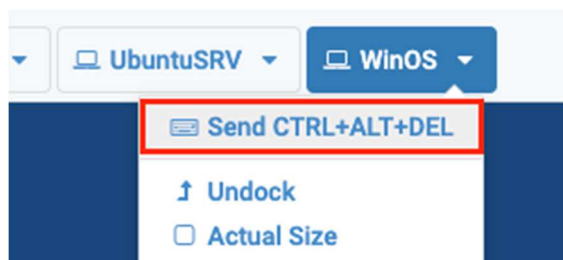 UbuntuSRV WinOS
Send CTRL+ALT+DEL
Undock
Actual Size